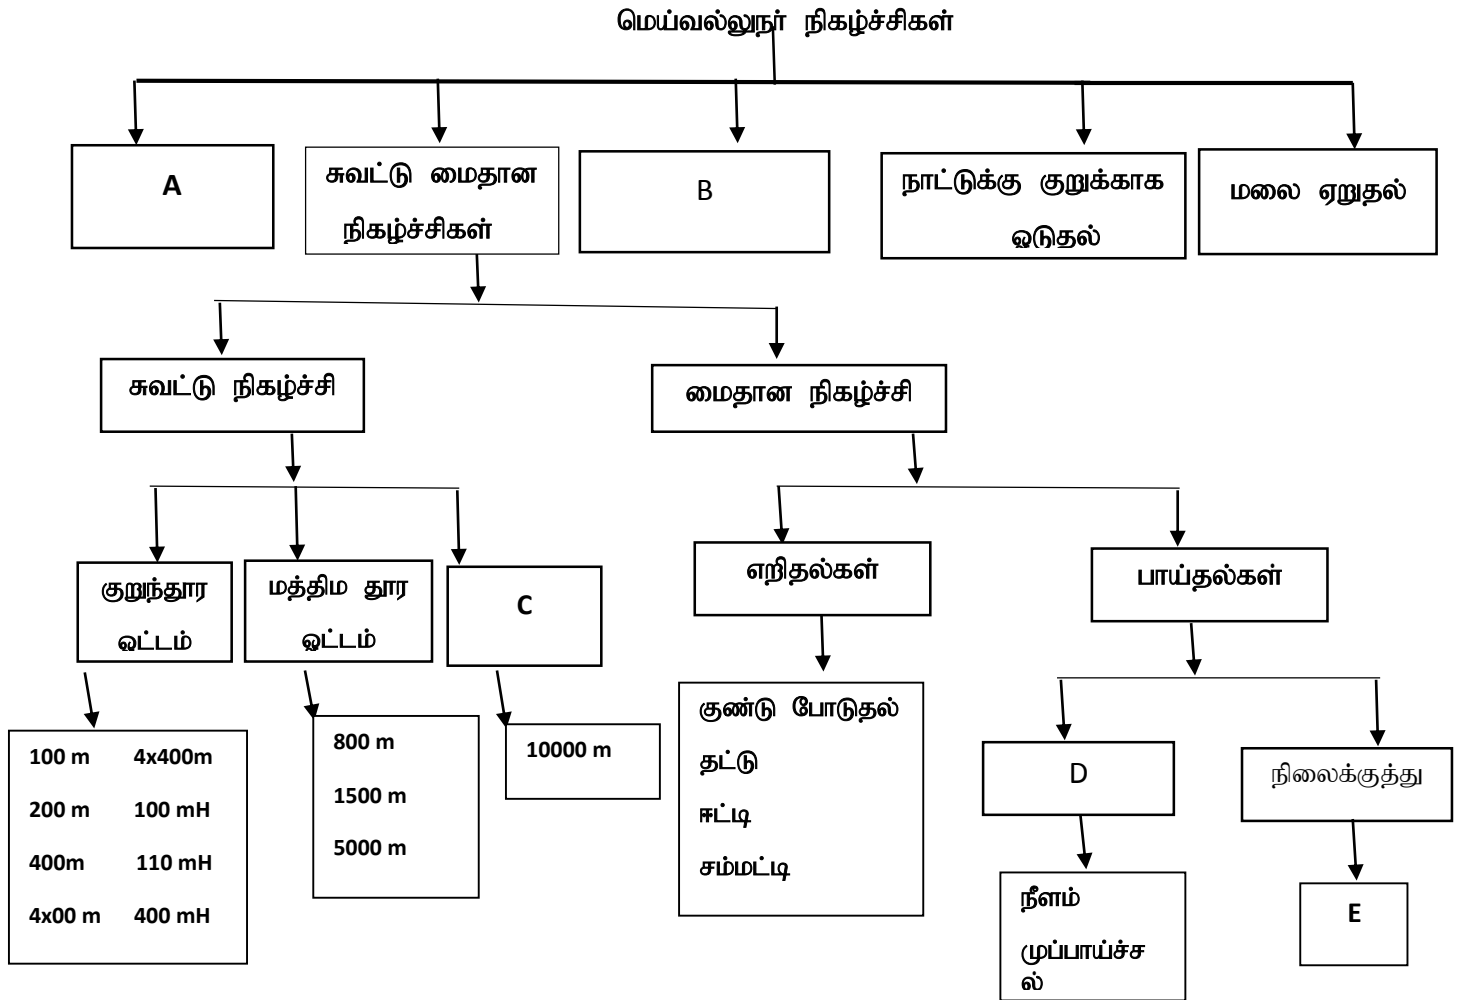 மெய்வல்லுநர் நிகழ்ச்சிகள்
A
சுவட்டு மைதான
நிகழ்ச்சிகள்
B
நாட்டுக்கு குறுக்காக
ஓடுதல்
மலை ஏறுதல்
சுவட்டு நிகழ்ச்சி
மைதான நிகழ்ச்சி
குறுந்தூர
ஓட்டம்
மத்திம தூர
ஓட்டம்
C
எறிதல்கள்
பாய்தல்கள்
100 m 4x400m
200 m 100 mH
400m 110 mH
4x00 m 400 mH
800 m
1500 m
5000 m
10000 m
குண்டு போடுதல்
தட்டு
ஈட்டி
சம்மட்டி
D
நிலைக்குத்து
நீளம்
முப்பாய்ச்ச
ல்
E